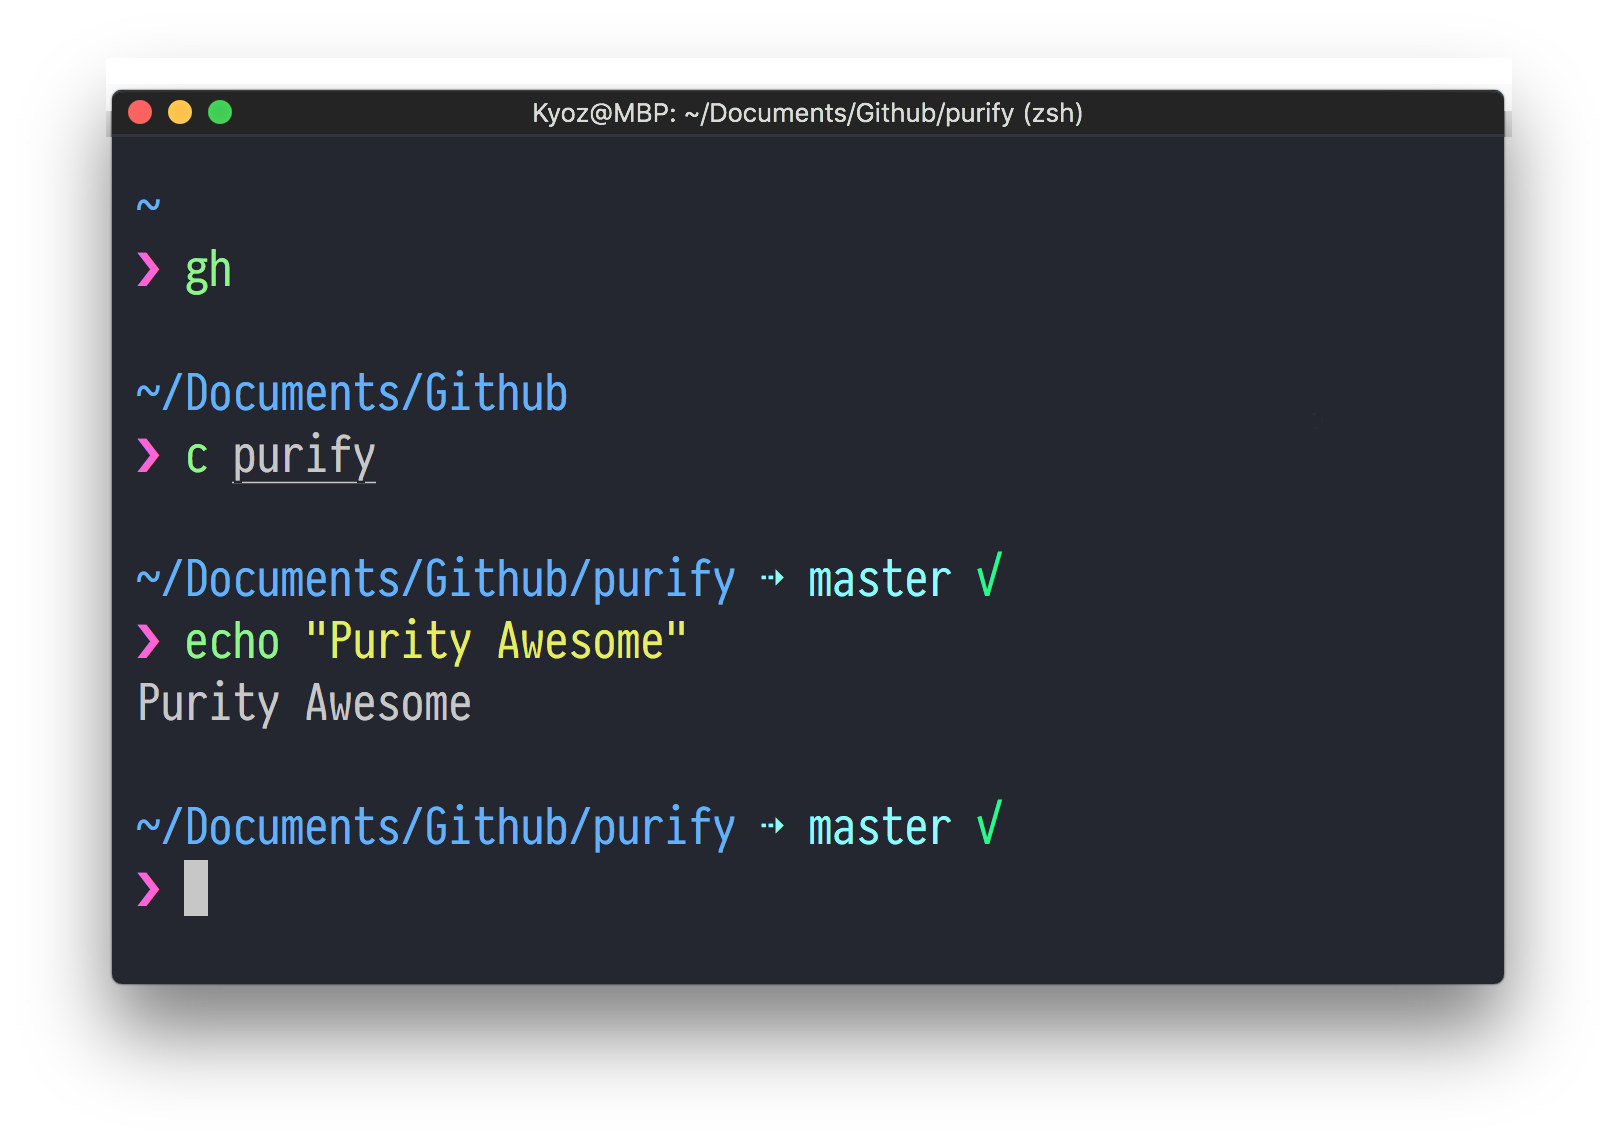 Kyoz@MBP: ~/Documents/Github/purify (zsh)
~
❯ gh
~/Documents/Github
❯ c purify
~/Documents/Github/purify ⇢ master √
❯ echo "Purity Awesome"
Purity Awesome
~/Documents/Github/purify ⇢ master √
❯